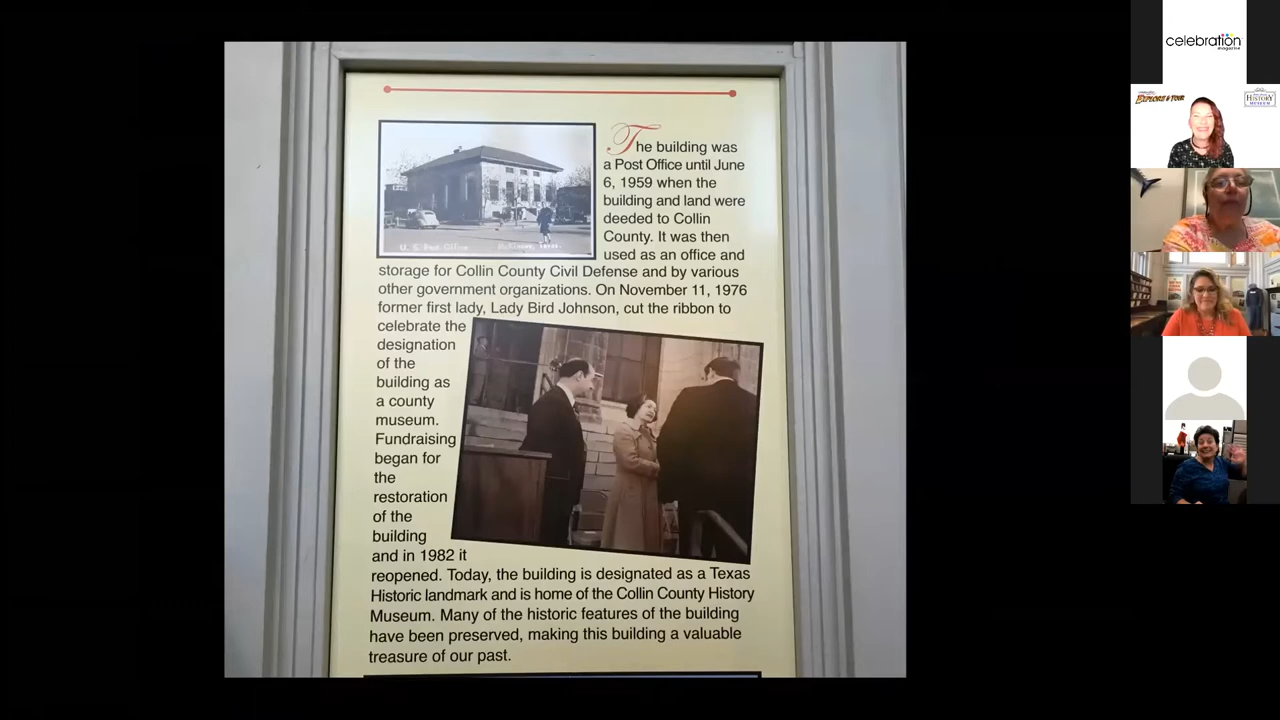 The building was
a Post Office until June
6, 1959 when the
building and land were
deeded to Collin
County. It was then
used as an office and
storage for Collin County Civil Defense and by various
other government organizations. On November 11, 1976
former first lady, Lady Bird Johnson, cut the ribbon to
celebrate the
designation
of the
building as
a county
museum.
Fundraising
began for
the
restoration
of the
building
and in 1982 it
reopened. Today, the building is designated as a Texas
Historic landmark and is home of the Collin County History
Museum. Many of the historic features of the building
have been preserved, making this building a valuable
treasure of our past.
U. S. Post Office
celebration
magazine
EXPLORE & TOUR
HISTORY
MUSEUM